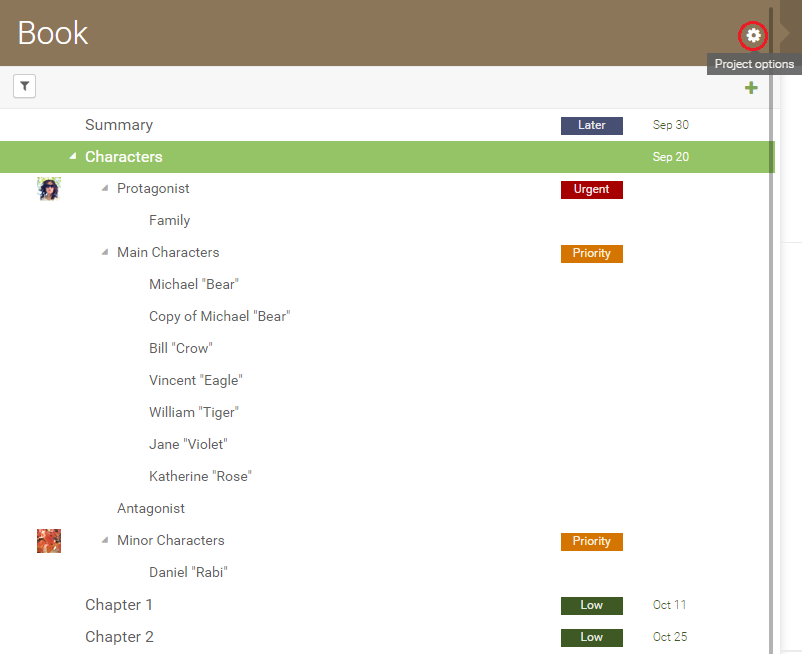 Book
Project options
Summary Later Sep 30
Characters Sep 20
Protagonist Urgent
Family
Main Characters Priority
Michael "Bear"
Copy of Michael "Bear"
Bill "Crow"
Vincent "Eagle"
William "Tiger"
Jane "Violet"
Katherine "Rose"
Antagonist
Minor Characters Priority
Daniel "Rabi"
Chapter 1 Low Oct 11
Chapter 2 Low Oct 25